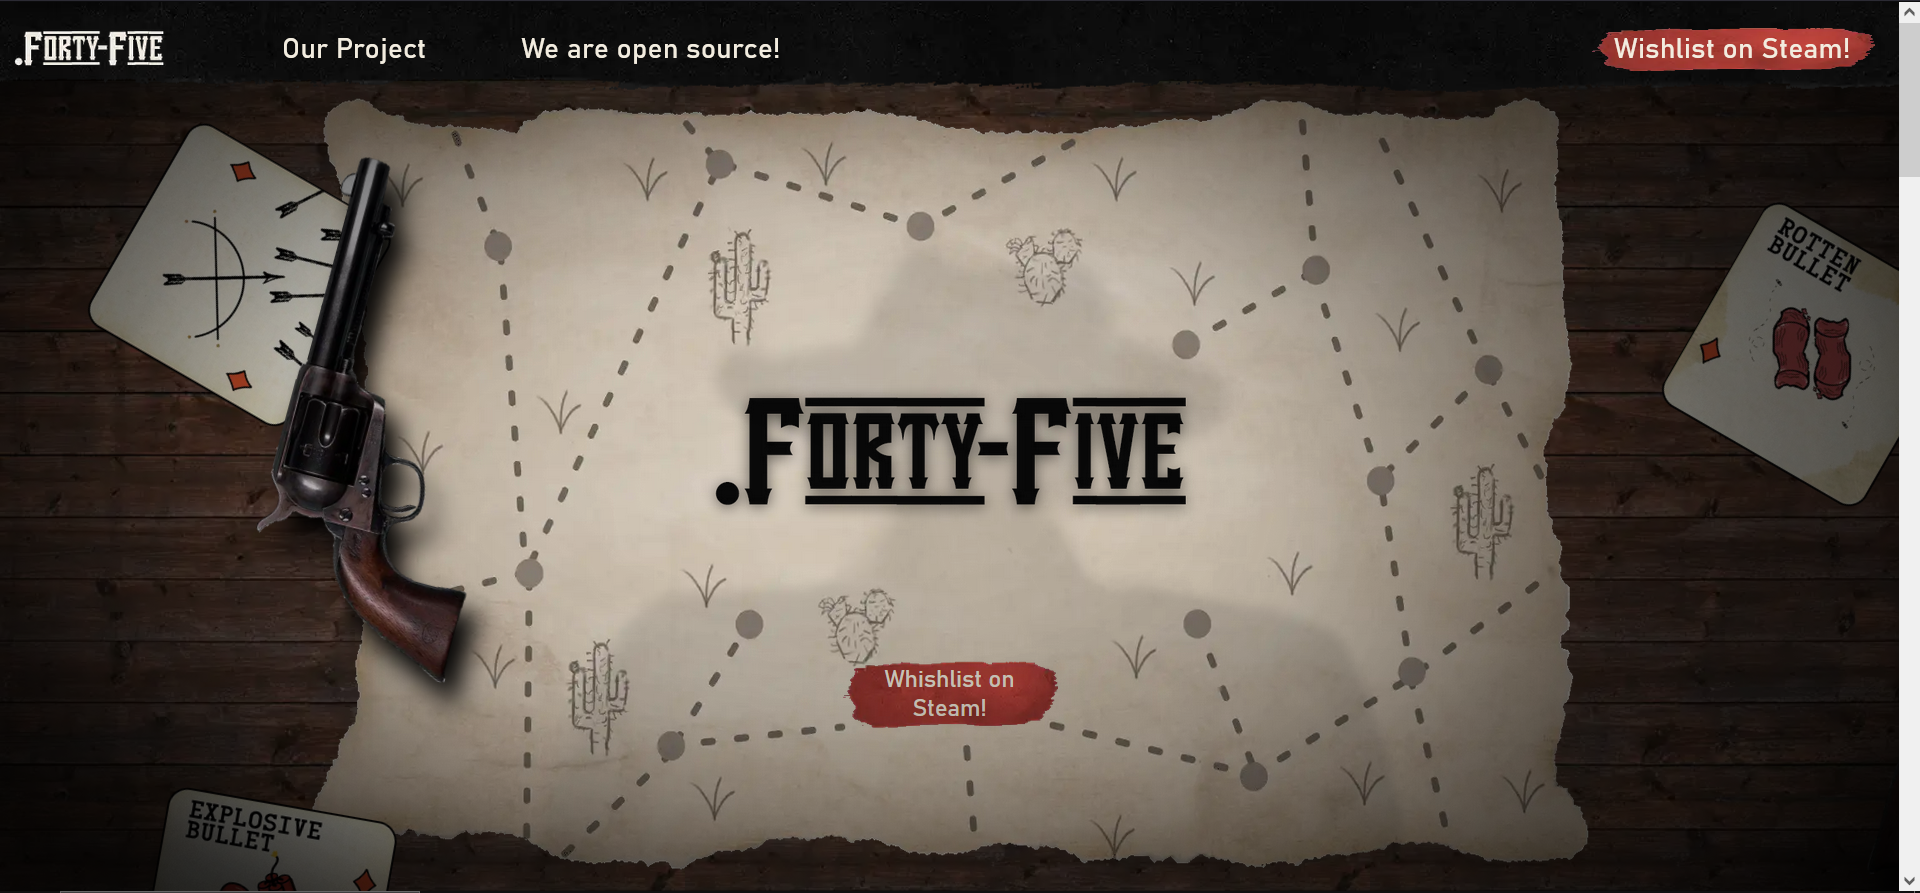 .FORTY-FIVE
Our Project
We are open source!
Wishlist on Steam!
ROTTEN
BULLET
.FORTY-FIVE
Whishlist on
Steam!
EXPLOSIVE
BULLET